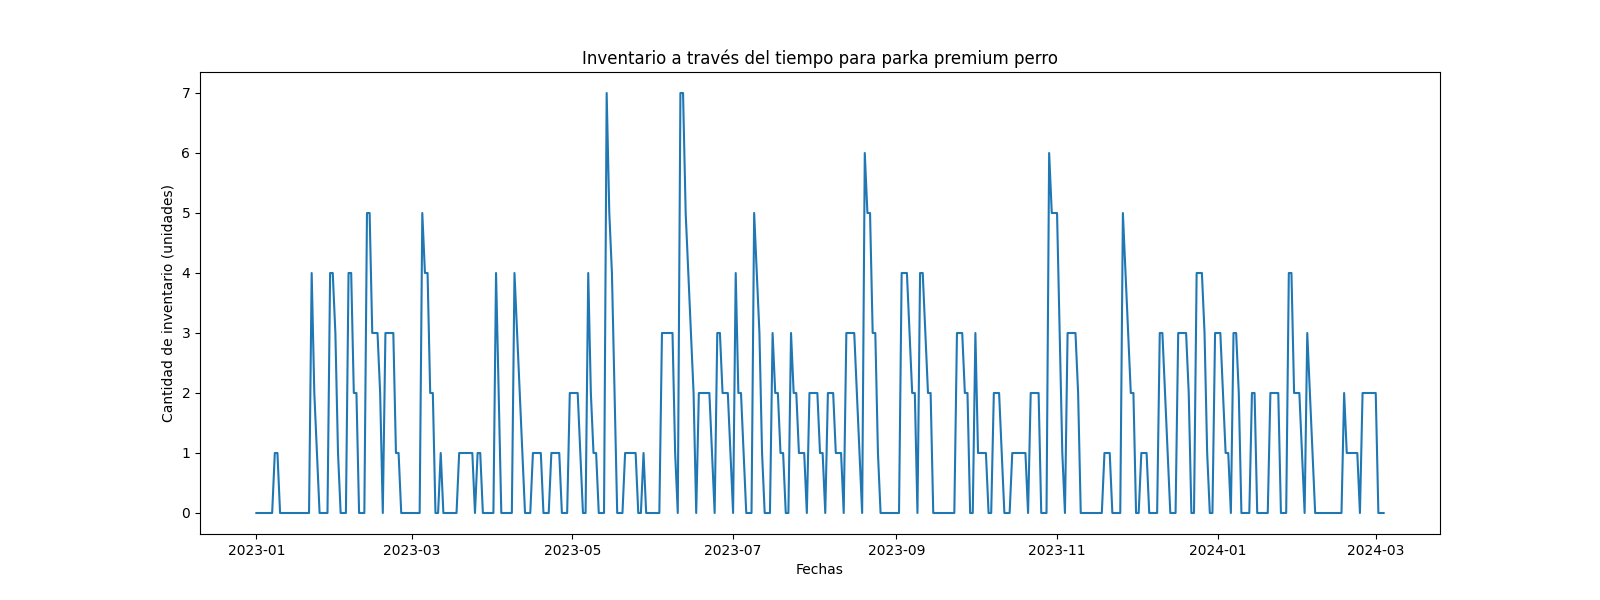 Inventario a través del tiempo para parka premium perro
Cantidad de inventario (unidades)
7
6
5
4
3
2
1
0
2023-01 2023-03 2023-05 2023-07 2023-09 2023-11 2024-01 2024-03
Fechas